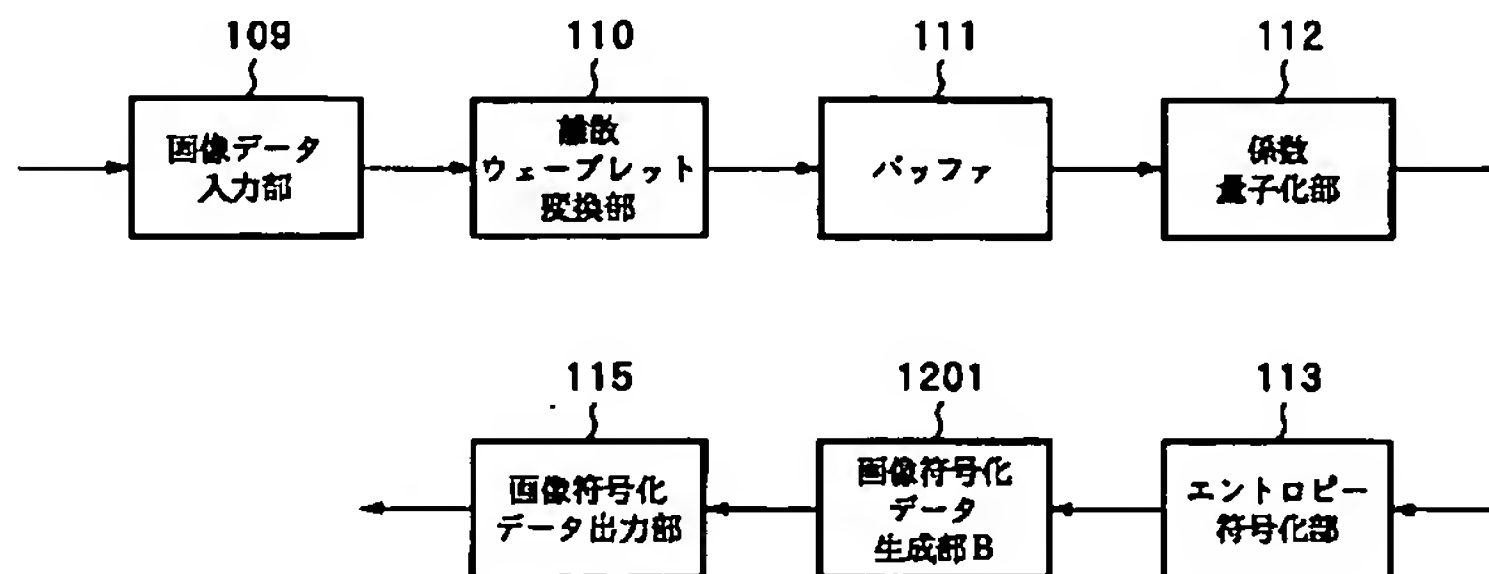 109
110
111
112
画像データ
入力部
離散
ウェーブレット
変換部
バッファ
係数
量子化部
115
1201
113
画像符号化
データ出力部
画像符号化
データ
生成部B
エントロピー
符号化部